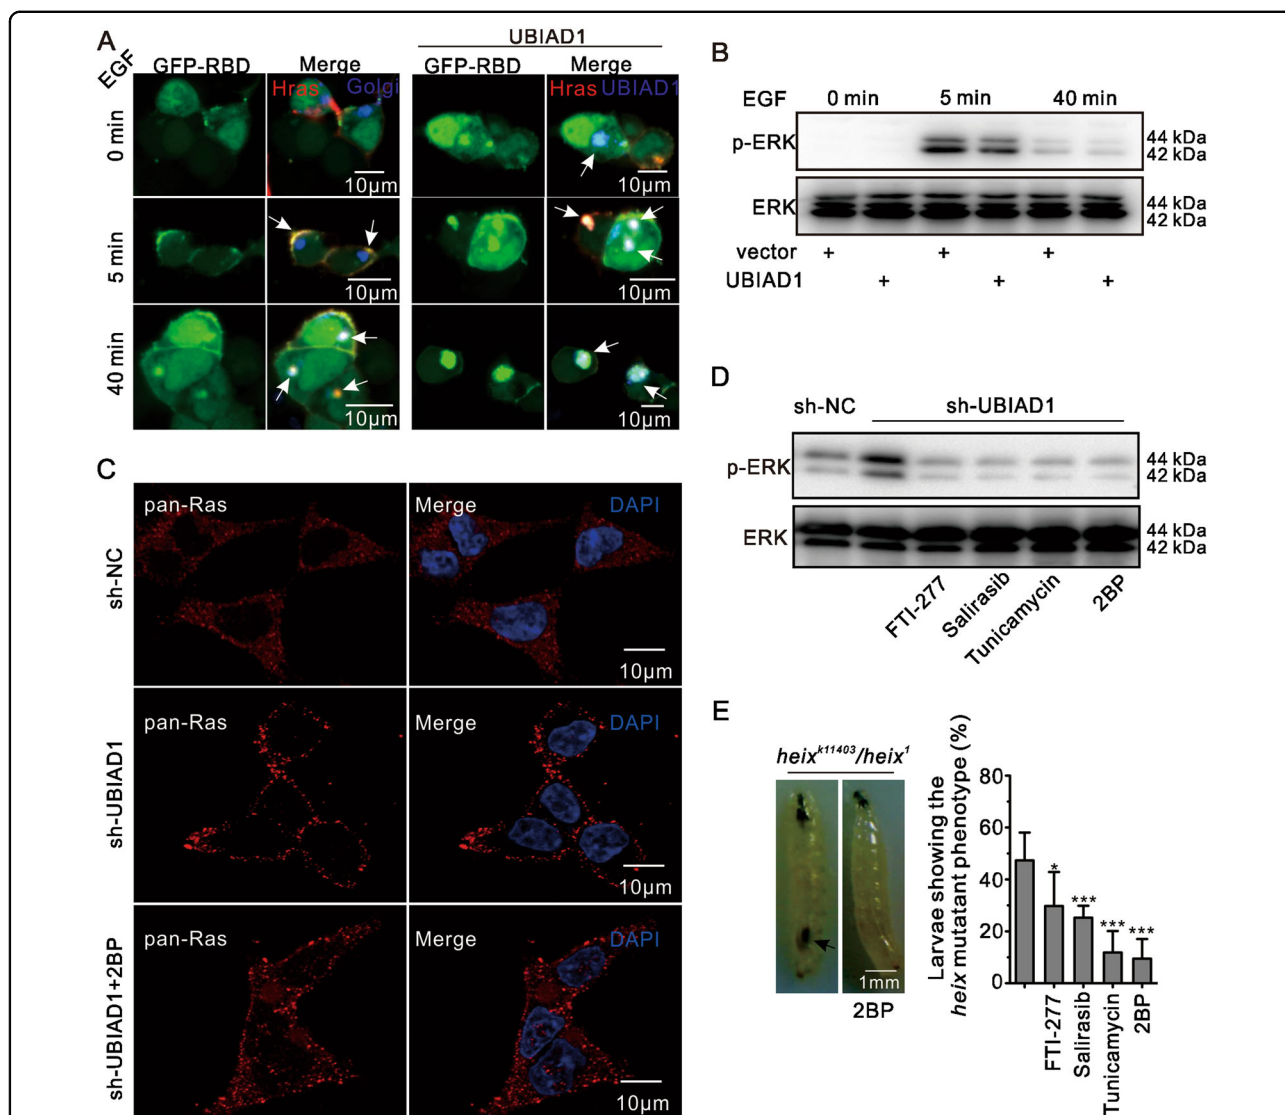 A
EGF
GFP-RBD Merge
UBIAD1
GFP-RBD Merge
0 min
Hras Golgi
Hras UBIAD1
10μm
10μm
5 min
10μm
10μm
40 min
10μm
10μm
B
EGF 0 min 5 min 40 min
p-ERK
44 kDa
42 kDa
ERK
44 kDa
42 kDa
vector + + +
UBIAD1 + + +
C
sh-NC
pan-Ras
Merge DAPI
10μm
sh-UBIAD1
pan-Ras
Merge DAPI
10μm
sh-UBIAD1+2BP
pan-Ras
Merge DAPI
10μm
D
sh-NC sh-UBIAD1
p-ERK
44 kDa
42 kDa
ERK
44 kDa
42 kDa
FTI-277
Salirasib
Tunicamycin
2BP
E
heixᵏ¹¹⁴⁰³/heix¹
1mm
2BP
Larvae showing the
heix mutatant phenotype (%)
80
60
40
20
0
*
***
***
***
FTI-277
Salirasib
Tunicamycin
2BP